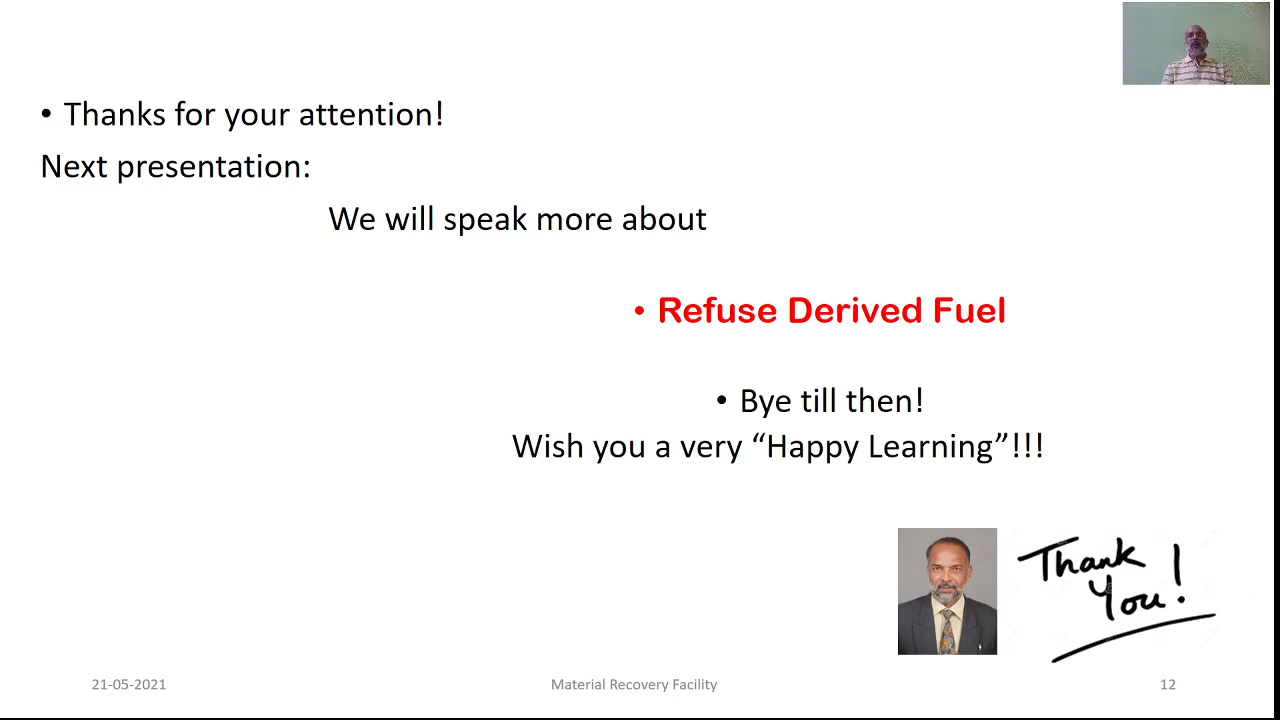 • Thanks for your attention!
Next presentation:
We will speak more about
• Refuse Derived Fuel
• Bye till then!
Wish you a very “Happy Learning”!!!
Thank
You!
21-05-2021 Material Recovery Facility 12